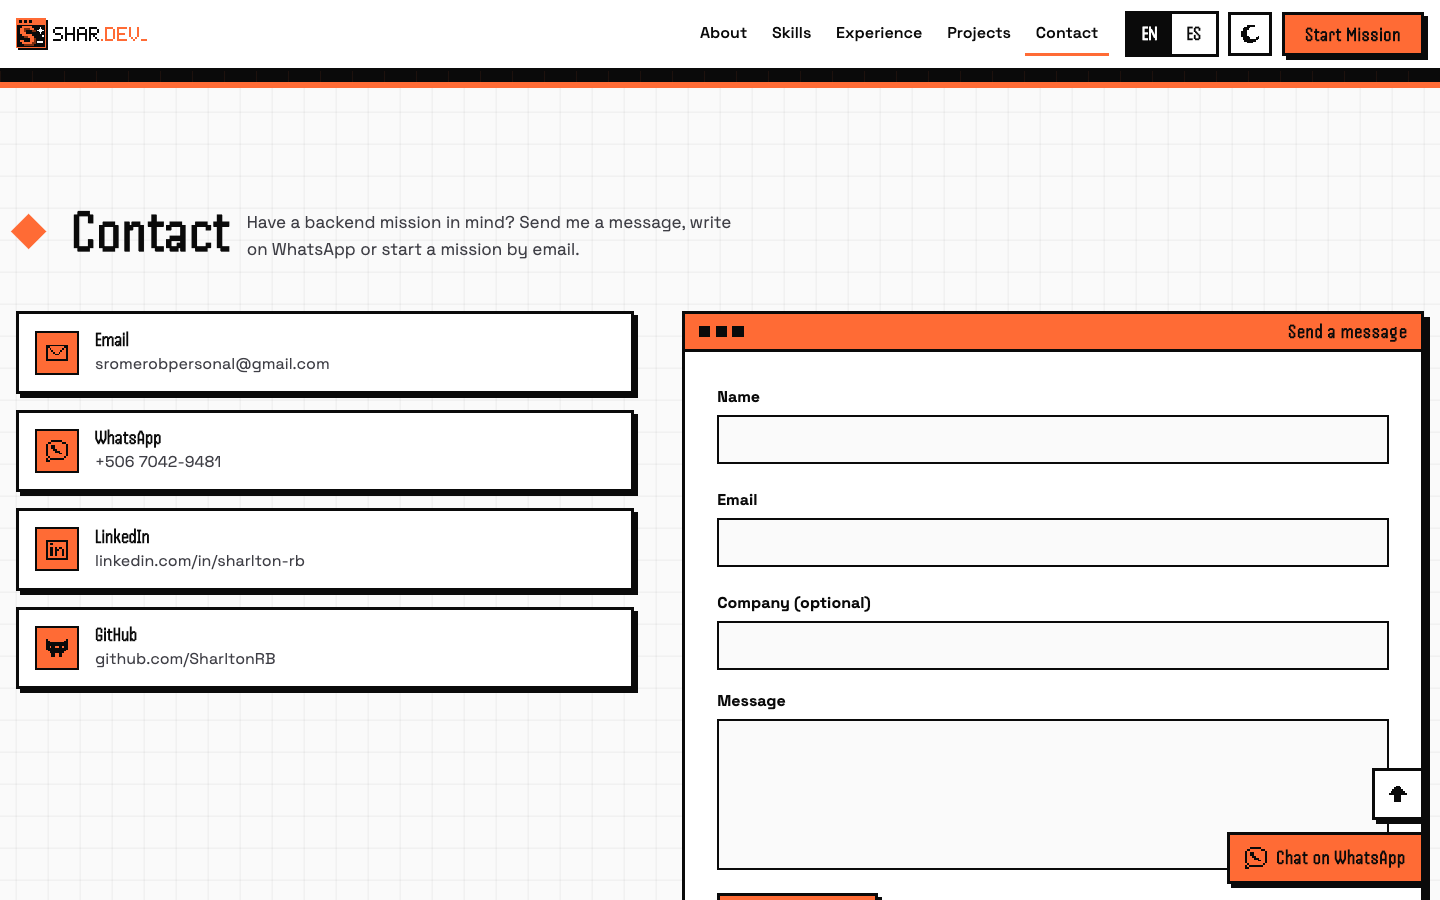 SHAR.DEV_
About
Skills
Experience
Projects
Contact
EN
ES
Start Mission
Contact
Have a backend mission in mind? Send me a message, write
on WhatsApp or start a mission by email.
Email
sromerobpersonal@gmail.com
WhatsApp
+506 7042-9481
LinkedIn
linkedin.com/in/sharlton-rb
GitHub
github.com/SharltonRB
Send a message
Name
Email
Company (optional)
Message
Chat on WhatsApp